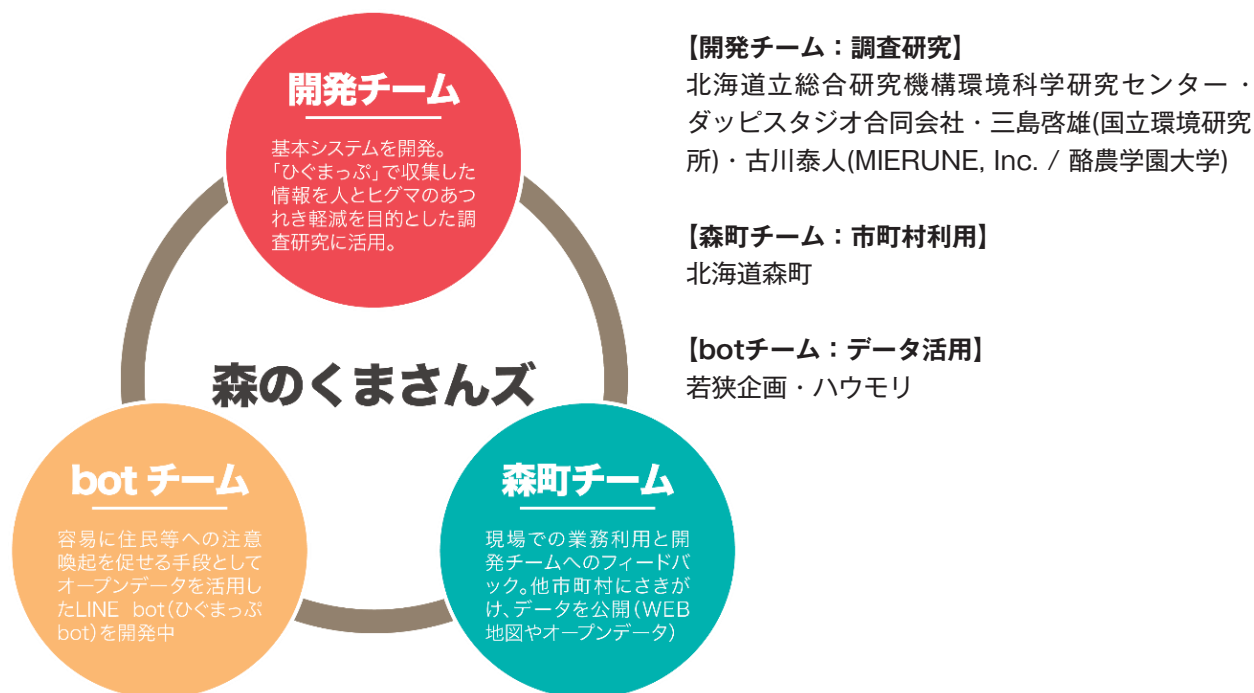 開発チーム
基本システムを開発。
「ひぐまっぷ」で収集した
情報を人とヒグマのあつ
れき軽減を目的とした調
査研究に活用。
森のくまさんズ
bot チーム
容易に住民等への注意
喚起を促せる手段として
オープンデータを活用し
たLINE bot(ひぐまっぷ
bot)を開発中
森町チーム
現場での業務利用と開
発チームへのフィードバ
ック。他市町村にさきが
け、データを公開(WEB
地図やオープンデータ)
【開発チーム：調査研究】
北海道立総合研究機構環境科学研究センター・
ダッピスタジオ合同会社・三島啓雄(国立環境研究
所)・古川泰人(MIERUNE, Inc. / 酪農学園大学)
【森町チーム：市町村利用】
北海道森町
【botチーム：データ活用】
若狭企画・ハウモリ